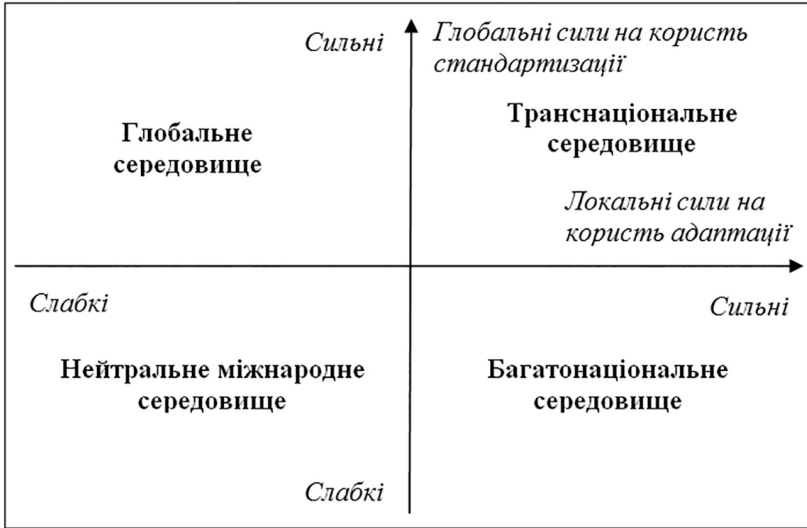 Сильні
Глобальні сили на користь
стандартизації
Глобальне
середовище
Транснаціональне
середовище
Локальні сили на
користь адаптації
Слабкі
Сильні
Нейтральне міжнародне
середовище
Багатонаціональне
середовище
Слабкі